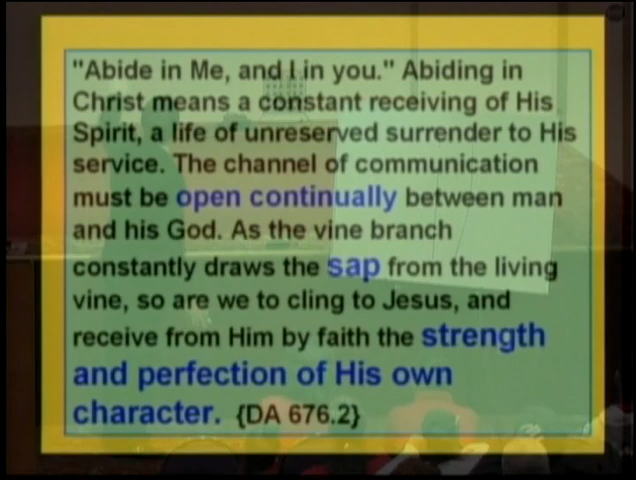 "Abide in Me, and I in you." Abiding in
Christ means a constant receiving of His
Spirit, a life of unreserved surrender to His
service. The channel of communication
must be open continually between man
and his God. As the vine branch
constantly draws the sap from the living
vine, so are we to cling to Jesus, and
receive from Him by faith the strength
and perfection of His own
character. {DA 676.2}